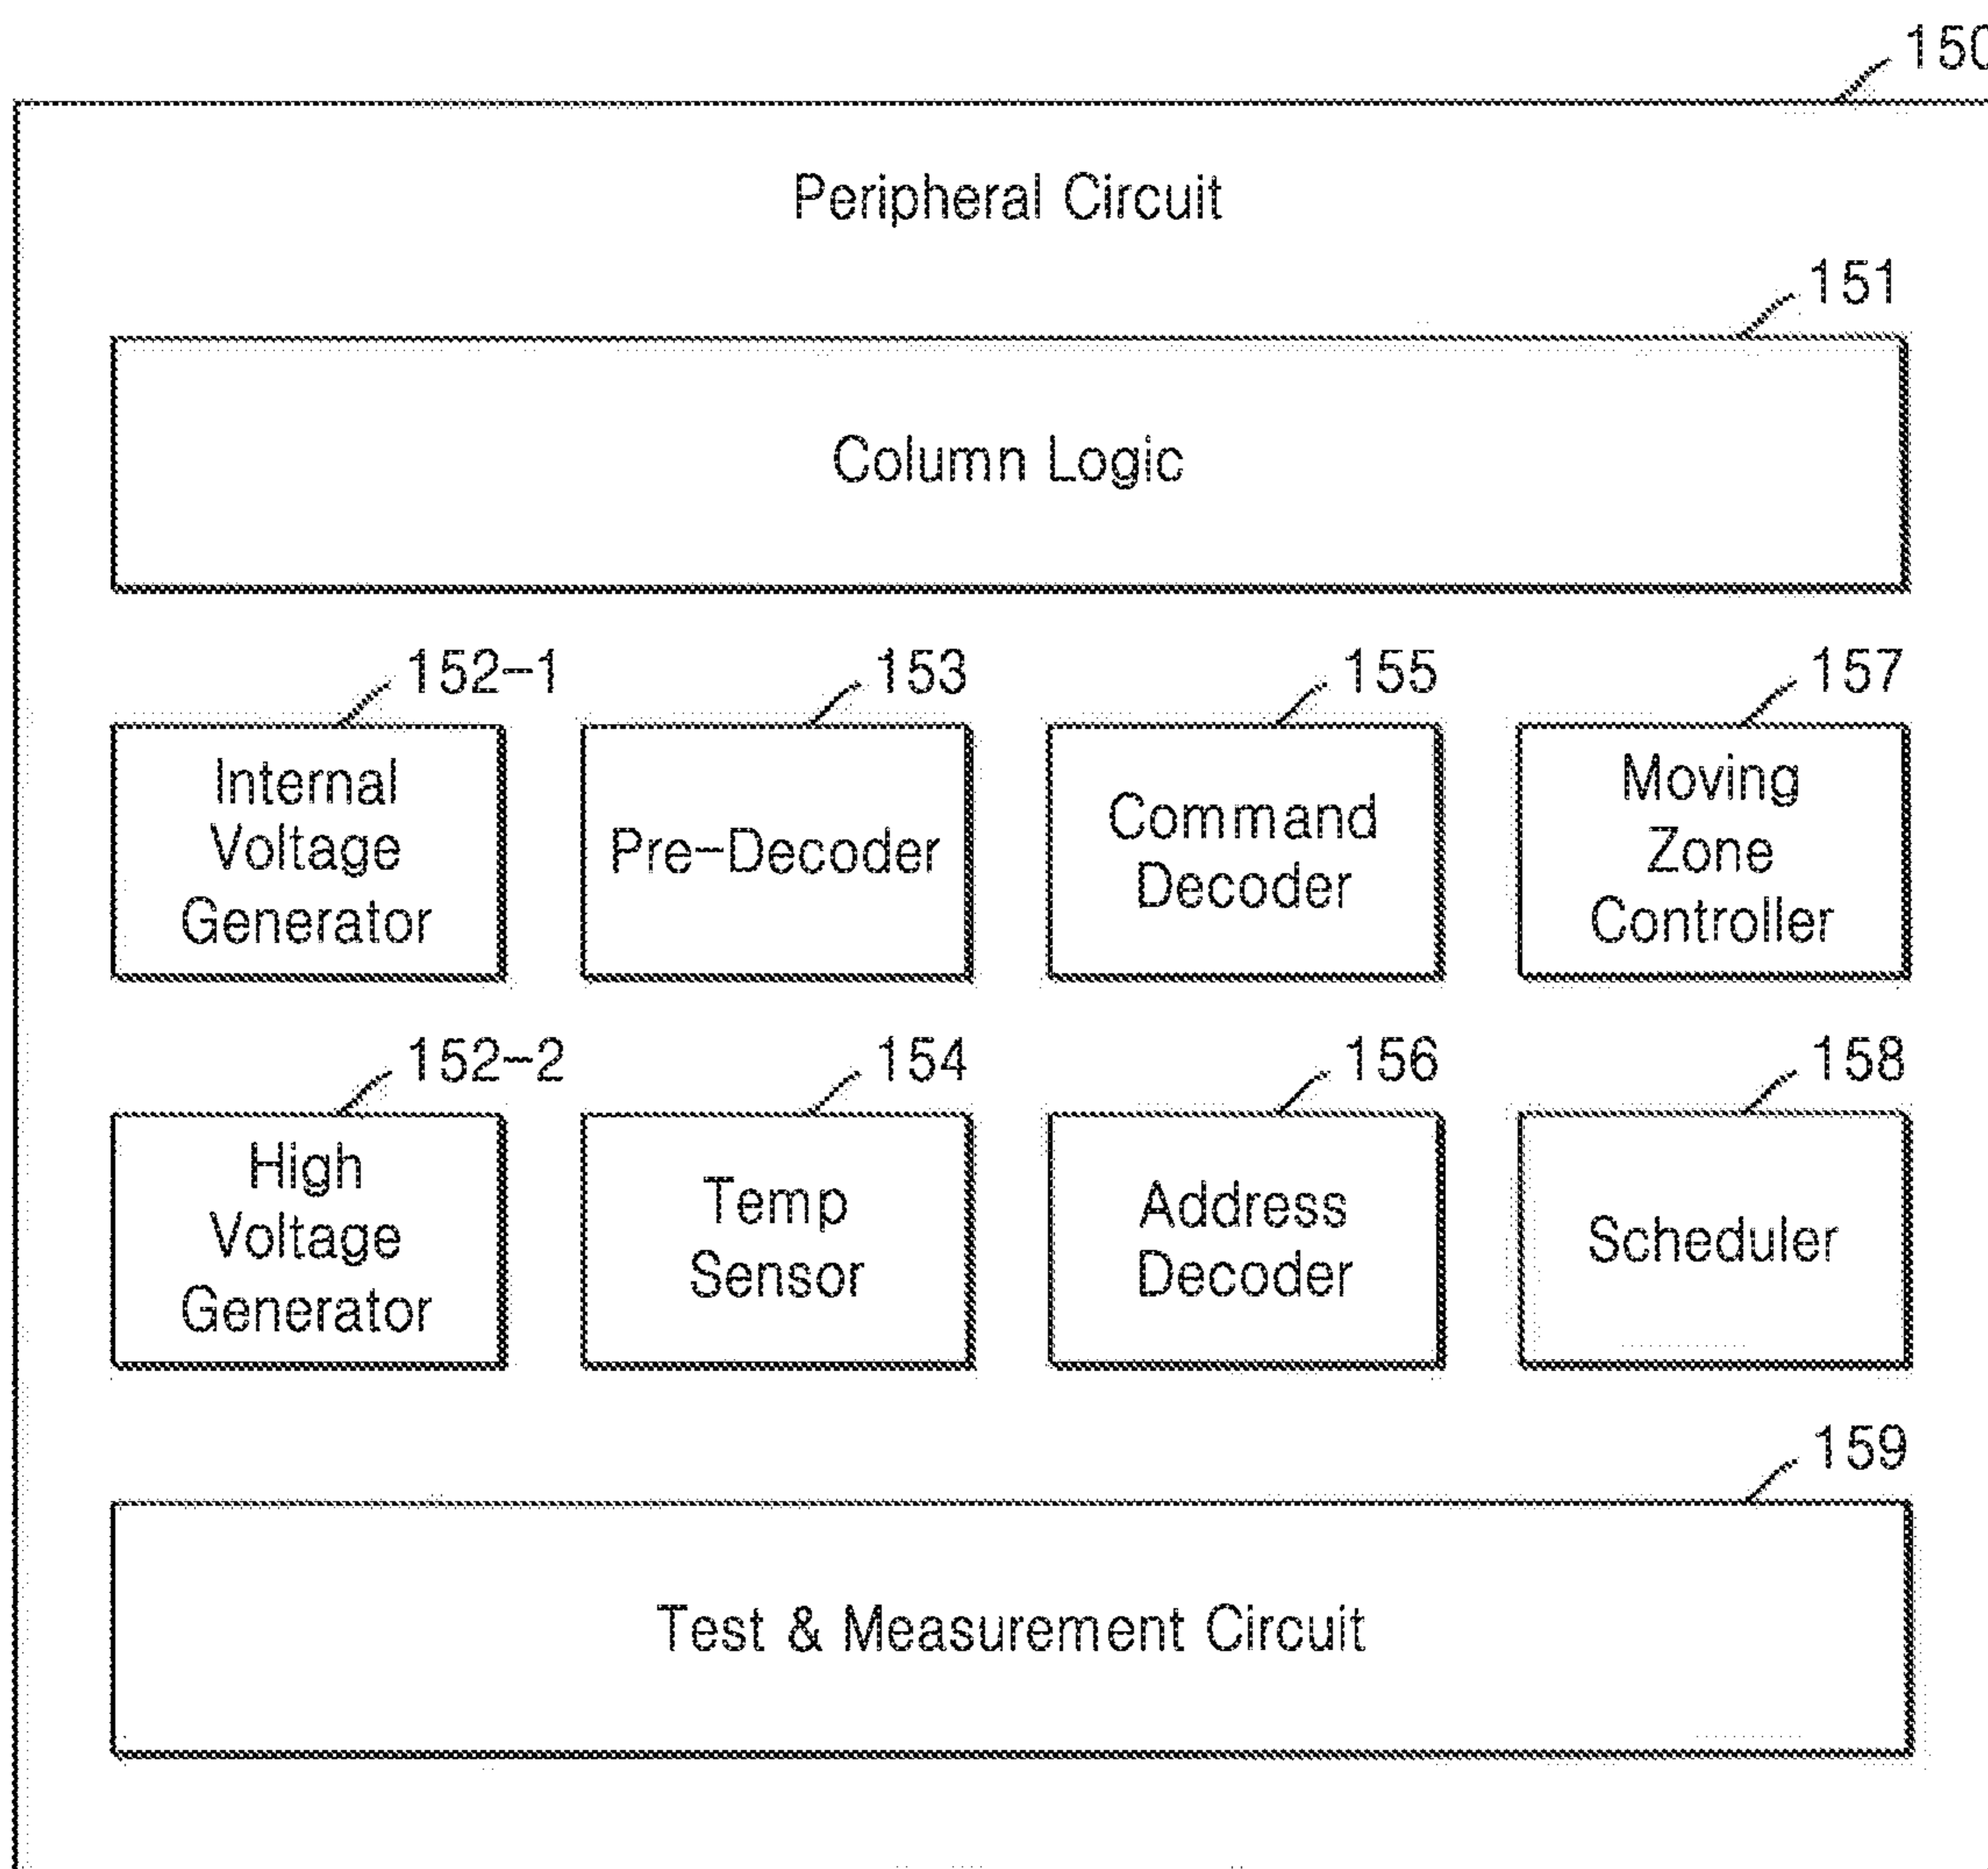 150
Peripheral Circuit
151
Column Logic
152-1
153
155
157
Internal
Voltage
Generator
Pre-Decoder
Command
Decoder
Moving
Zone
Controller
152-2
154
156
158
High
Voltage
Generator
Temp
Sensor
Address
Decoder
Scheduler
159
Test & Measurement Circuit